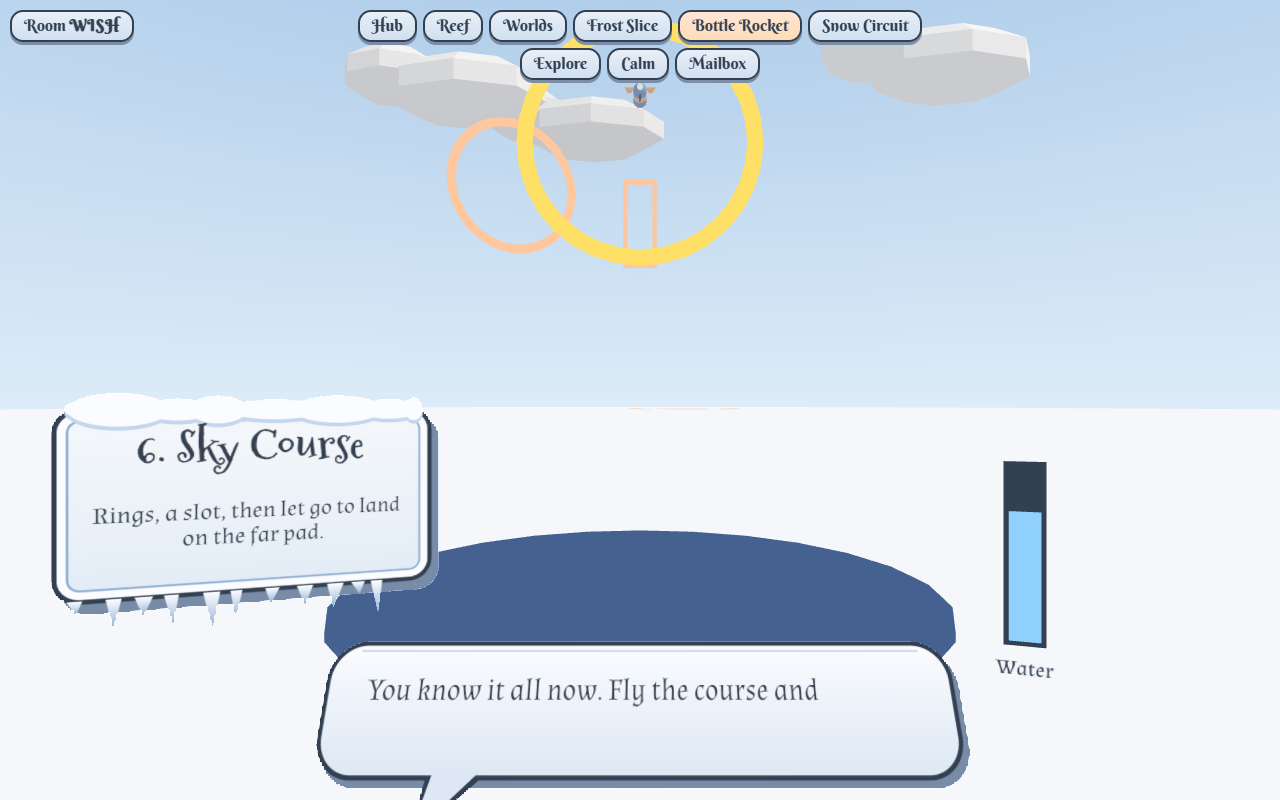 Room WISH
Hub Reef Worlds Frost Slice Bottle Rocket Snow Circuit
Explore Calm Mailbox
6. Sky Course
Rings, a slot, then let go to land
on the far pad.
Water
You know it all now. Fly the course and